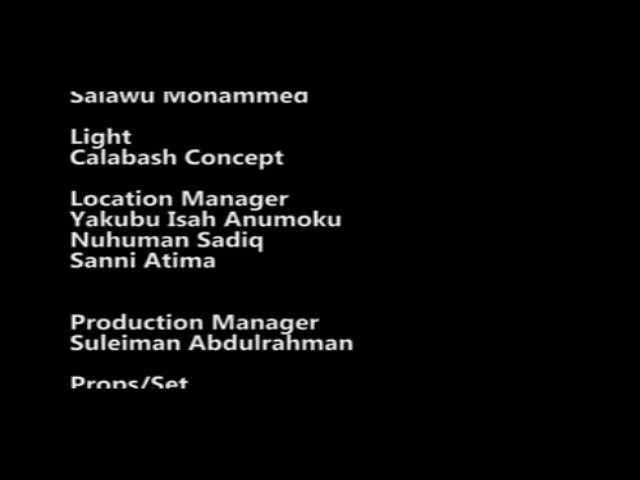 Salawu Mohammed
Light
Calabash Concept
Location Manager
Yakubu Isah Anumoku
Nuhuman Sadiq
Sanni Atima
Production Manager
Suleiman Abdulrahman
Props/Set